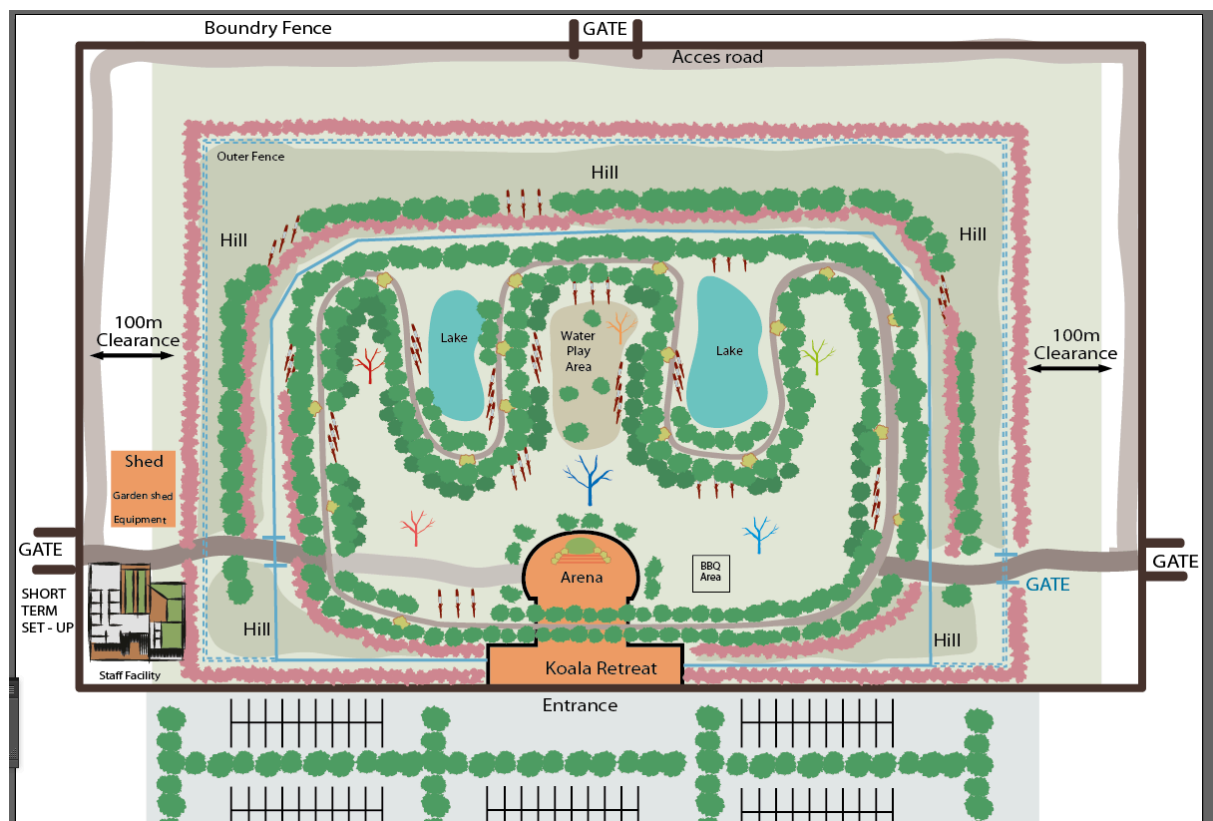 Boundry Fence
GATE
Acces road
Outer Fence
Hill
Hill
Hill
100m
Clearance
Lake
Water
Play
Area
Lake
100m
Clearance
Shed
Garden shed
Equipment
GATE
GATE
Arena
BBQ
Area
GATE
SHORT
TERM
SET - UP
Hill
Hill
Koala Retreat
Staff Facility
Entrance